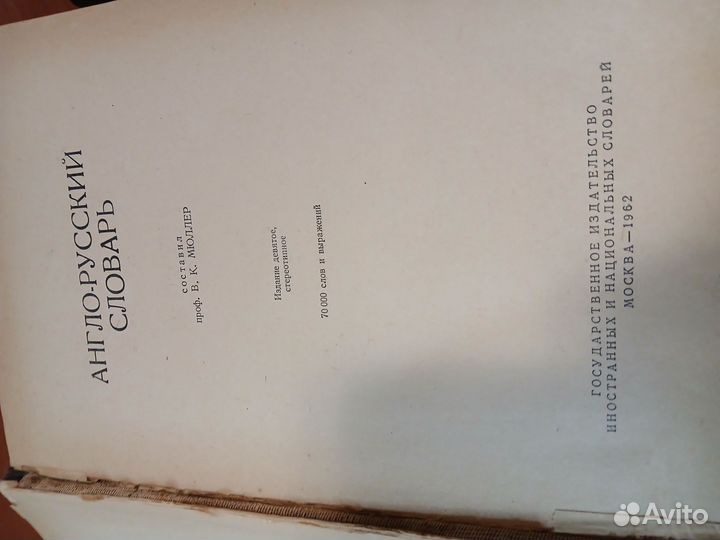 АНГЛО-РУССКИЙ
СЛОВАРЬ
составил
проф. В. К. МЮЛЛЕР
Издание девятое,
стереотипное
70 000 слов и выражений
ГОСУДАРСТВЕННОЕ ИЗДАТЕЛЬСТВО
ИНОСТРАННЫХ И НАЦИОНАЛЬНЫХ СЛОВАРЕЙ
МОСКВА—1962
Avito